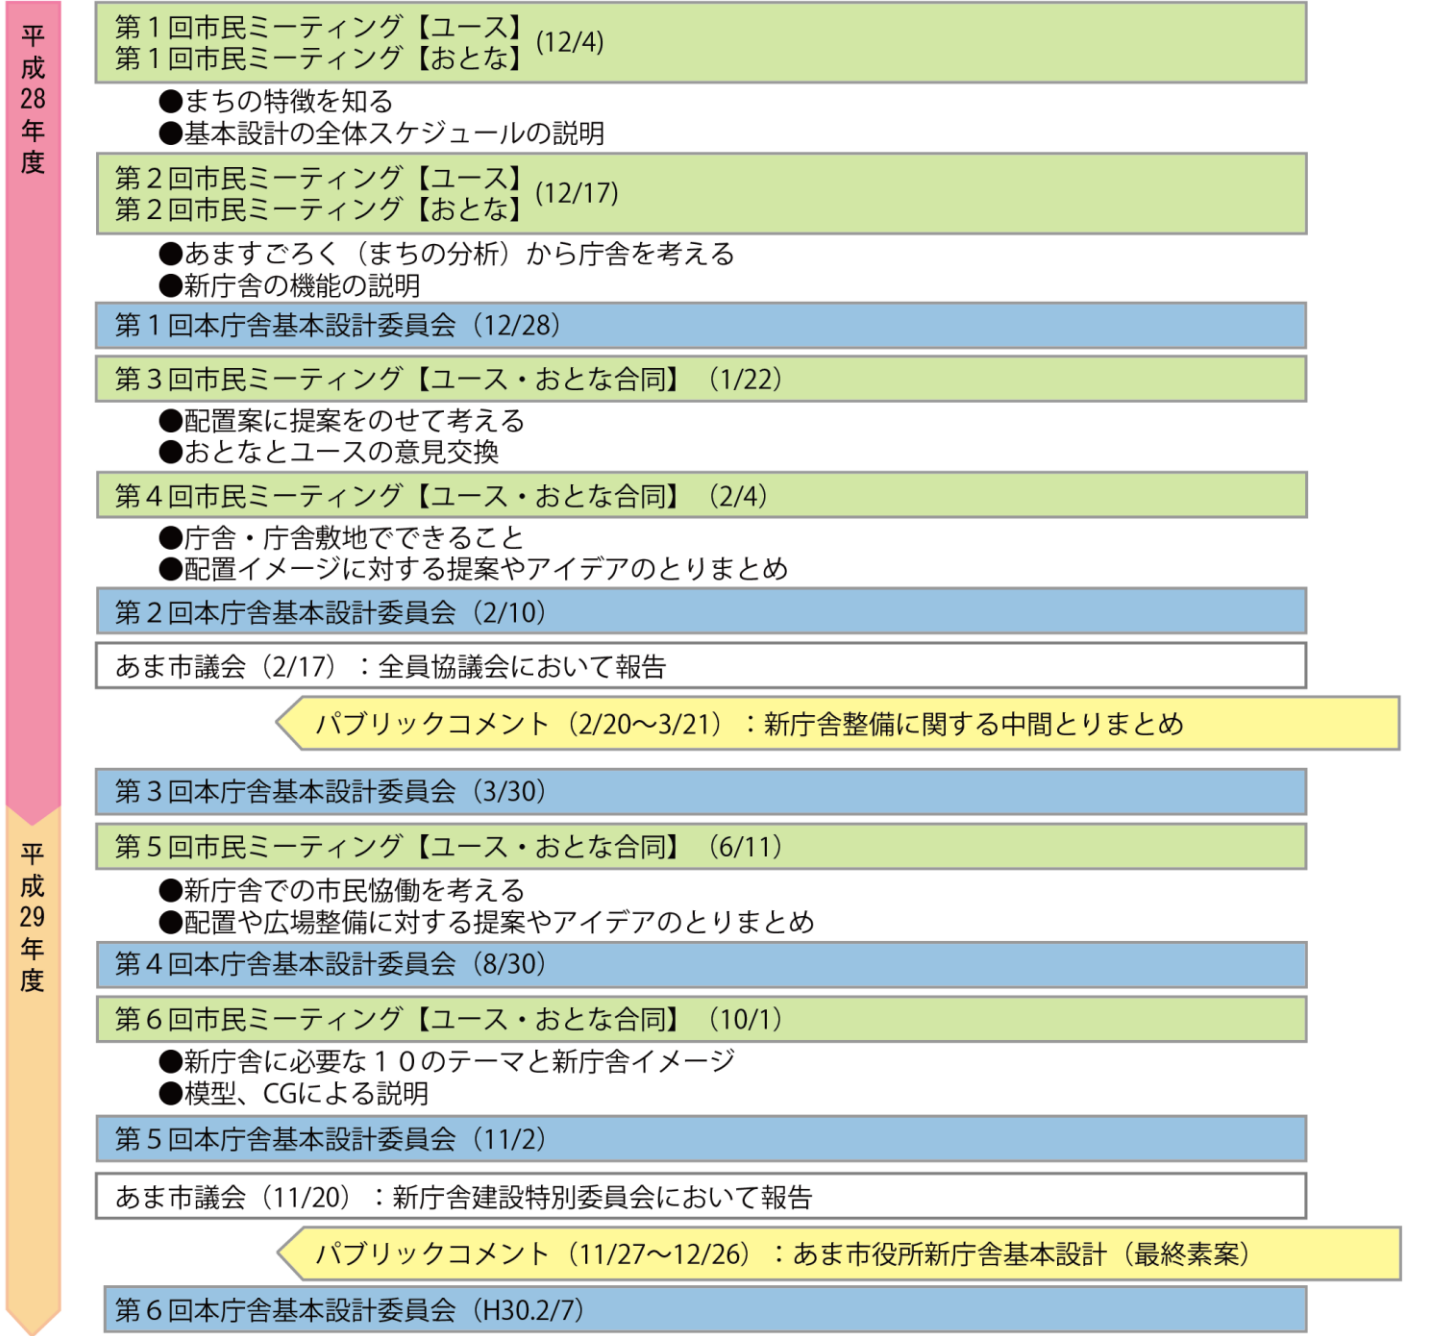 平成28年度
第1回市民ミーティング【ユース】
第1回市民ミーティング【おとな】
(12/4)
●まちの特徴を知る
●基本設計の全体スケジュールの説明
第2回市民ミーティング【ユース】
第2回市民ミーティング【おとな】
(12/17)
●あますごろく（まちの分析）から庁舎を考える
●新庁舎の機能の説明
第1回本庁舎基本設計委員会（12/28）
第3回市民ミーティング【ユース・おとな合同】（1/22）
●配置案に提案をのせて考える
●おとなとユースの意見交換
第4回市民ミーティング【ユース・おとな合同】（2/4）
●庁舎・庁舎敷地でできること
●配置イメージに対する提案やアイデアのとりまとめ
第2回本庁舎基本設計委員会（2/10）
あま市議会（2/17）：全員協議会において報告
パブリックコメント（2/20～3/21）：新庁舎整備に関する中間とりまとめ
第3回本庁舎基本設計委員会（3/30）
平成29年度
第5回市民ミーティング【ユース・おとな合同】（6/11）
●新庁舎での市民協働を考える
●配置や広場整備に対する提案やアイデアのとりまとめ
第4回本庁舎基本設計委員会（8/30）
第6回市民ミーティング【ユース・おとな合同】（10/1）
●新庁舎に必要な１０のテーマと新庁舎イメージ
●模型、CGによる説明
第5回本庁舎基本設計委員会（11/2）
あま市議会（11/20）：新庁舎建設特別委員会において報告
パブリックコメント（11/27～12/26）：あま市役所新庁舎基本設計（最終素案）
第6回本庁舎基本設計委員会（H30.2/7）